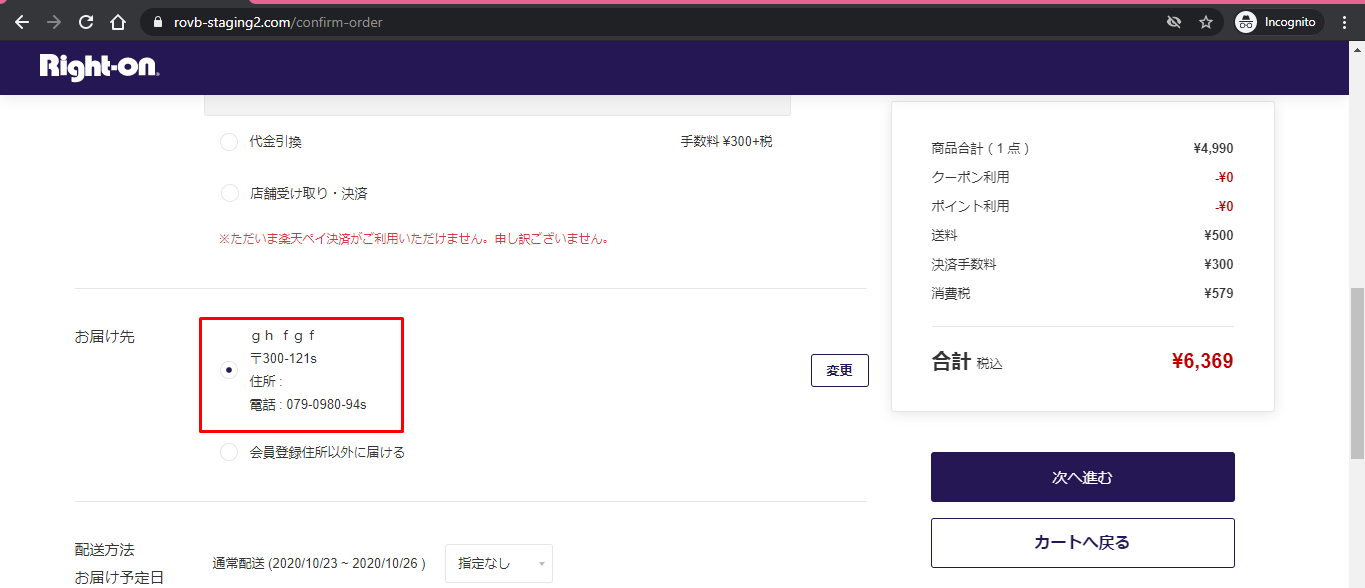 rovb-staging2.com/confirm-order
Incognito
Right-on
代金引換
手数料 ¥300+税
店舗受け取り・決済
※ただいま楽天ペイ決済がご利用いただけません。申し訳ございません。
お届け先
ｇｈ ｆｇｆ
〒300-121s
住所 :
電話 : 079-0980-94s
変更
会員登録住所以外に届ける
配送方法
お届け予定日
通常配送 (2020/10/23 ~ 2020/10/26 )
指定なし
商品合計 ( 1 点 )
¥4,990
クーポン利用
-¥0
ポイント利用
-¥0
送料
¥500
決済手数料
¥300
消費税
¥579
合計 税込
¥6,369
次へ進む
カートへ戻る